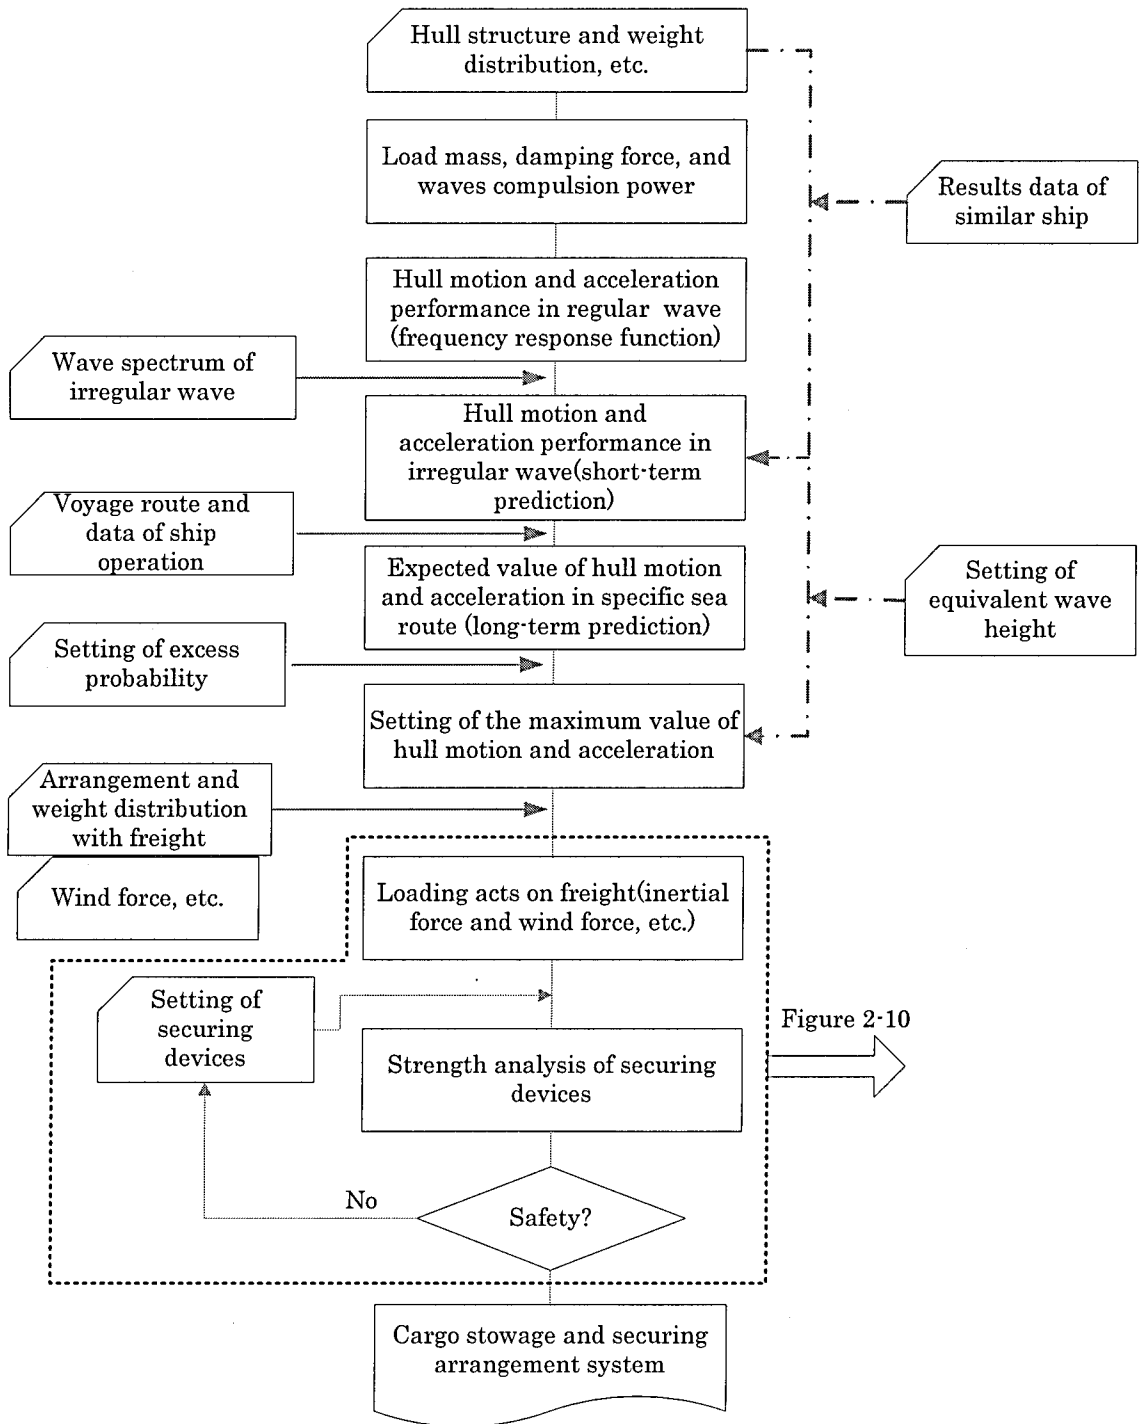 Hull structure and weight
distribution, etc.
Load mass, damping force, and
waves compulsion power
Results data of
similar ship
Hull motion and acceleration
performance in regular wave
(frequency response function)
Wave spectrum of
irregular wave
Hull motion and
acceleration performance in
irregular wave(short-term
prediction)
Voyage route and
data of ship
operation
Expected value of hull motion
and acceleration in specific sea
route (long-term prediction)
Setting of
equivalent wave
height
Setting of excess
probability
Setting of the maximum value of
hull motion and acceleration
Arrangement and
weight distribution
with freight
Wind force, etc.
Loading acts on freight(inertial
force and wind force, etc.)
Setting of
securing
devices
Figure 2-10
Strength analysis of securing
devices
No
Safety?
Cargo stowage and securing
arrangement system